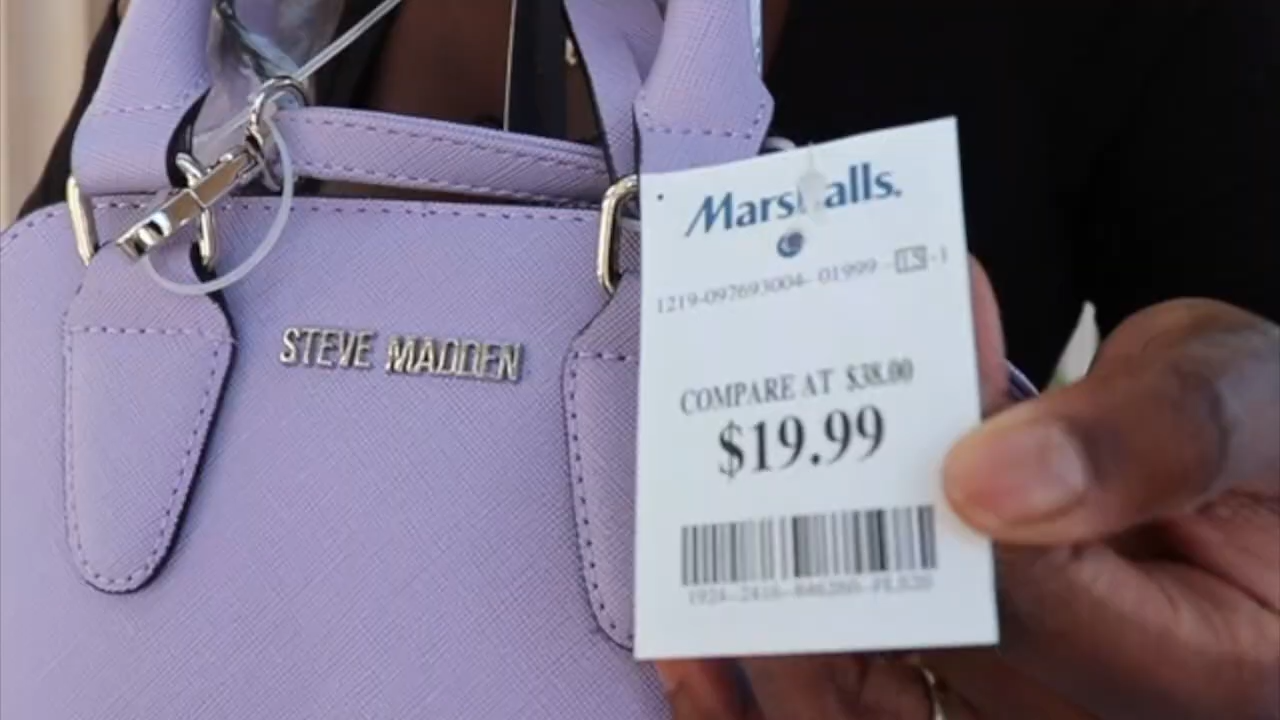 STEVE MADDEN
Marshalls.
1219-097693004- 01999 -
COMPARE AT $38.00
$19.99